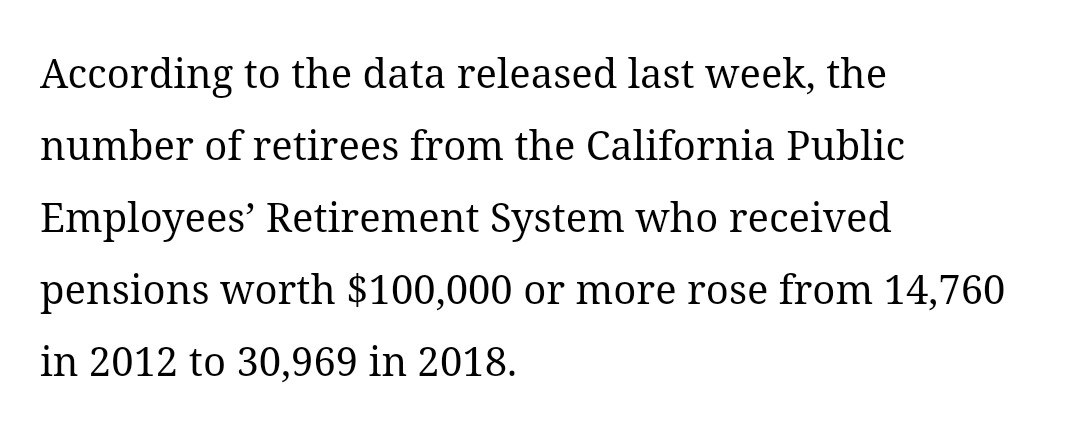 According to the data released last week, the
number of retirees from the California Public
Employees’ Retirement System who received
pensions worth $100,000 or more rose from 14,760
in 2012 to 30,969 in 2018.